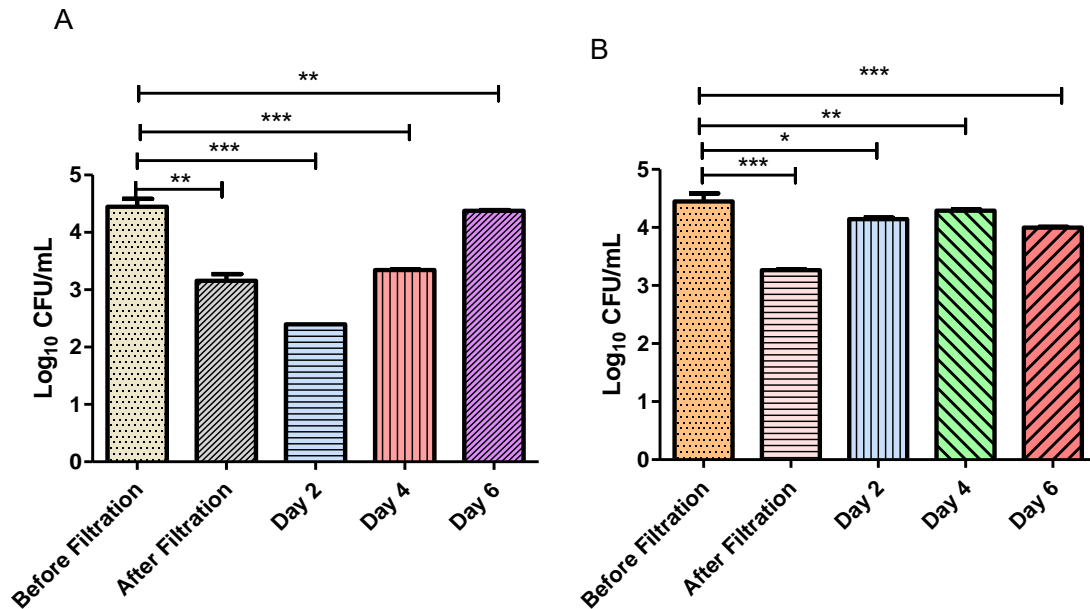 A
**
***
***
**
5
4
3
2
1
0
Log10 CFU/mL
Before Filtration
After Filtration
Day 2
Day 4
Day 6
B
***
**
*
***
5
4
3
2
1
0
Log10 CFU/mL
Before Filtration
After Filtration
Day 2
Day 4
Day 6